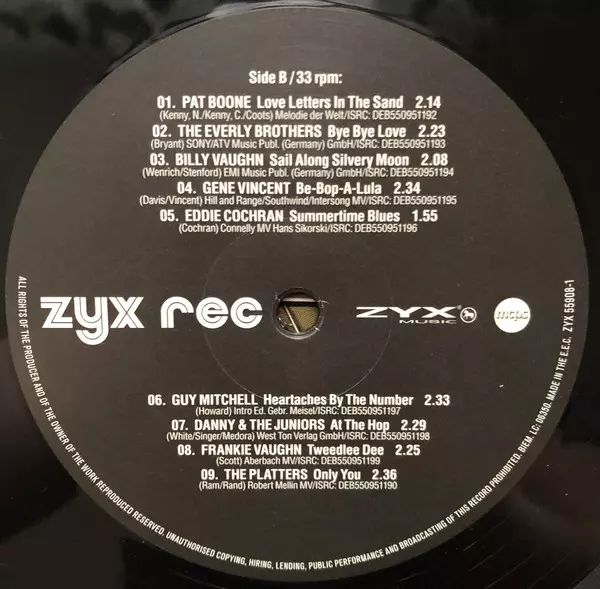 Side B / 33 rpm:
01. PAT BOONE Love Letters In The Sand 2.14
(Kenny, N./Kenny, C./Coots) Melodie der Welt/ISRC: DEB550951192
02. THE EVERLY BROTHERS Bye Bye Love 2.23
(Bryant) SONY/ATV Music Publ. (Germany) GmbH/ISRC: DEB550951193
03. BILLY VAUGHN Sail Along Silvery Moon 2.08
(Wenrich/Stenford) EMI Music Publ. (Germany) GmbH/ISRC: DEB550951194
04. GENE VINCENT Be-Bop-A-Lula 2.34
(Davis/Vincent) Hill and Range/Southwind/Intersong MV/ISRC: DEB550951195
05. EDDIE COCHRAN Summertime Blues 1.55
(Cochran) Connelly MV Hans Sikorski/ISRC: DEB550951196
zyx rec
ZYX
MUSIC
mcps
06. GUY MITCHELL Heartaches By The Number 2.33
(Howard) Intro Ed. Gebr. Meisel/ISRC: DEB550951197
07. DANNY & THE JUNIORS At The Hop 2.29
(White/Singer/Medora) West Ton Verlag GmbH/ISRC: DEB550951198
08. FRANKIE VAUGHN Tweedlee Dee 2.25
(Scott) Aberbach MV/ISRC: DEB550951199
09. THE PLATTERS Only You 2.36
(Ram/Rand) Robert Mellin MV/ISRC: DEB550951190
ALL RIGHTS OF THE PRODUCER AND OF THE OWNER OF THE WORK REPRODUCED RESERVED. UNAUTHORISED COPYING, HIRING, LENDING, PUBLIC PERFORMANCE AND BROADCASTING OF THIS RECORD PROHIBITED. BIEM, LC: 06350. MADE IN THE E.E.C. ZYX 55908-1